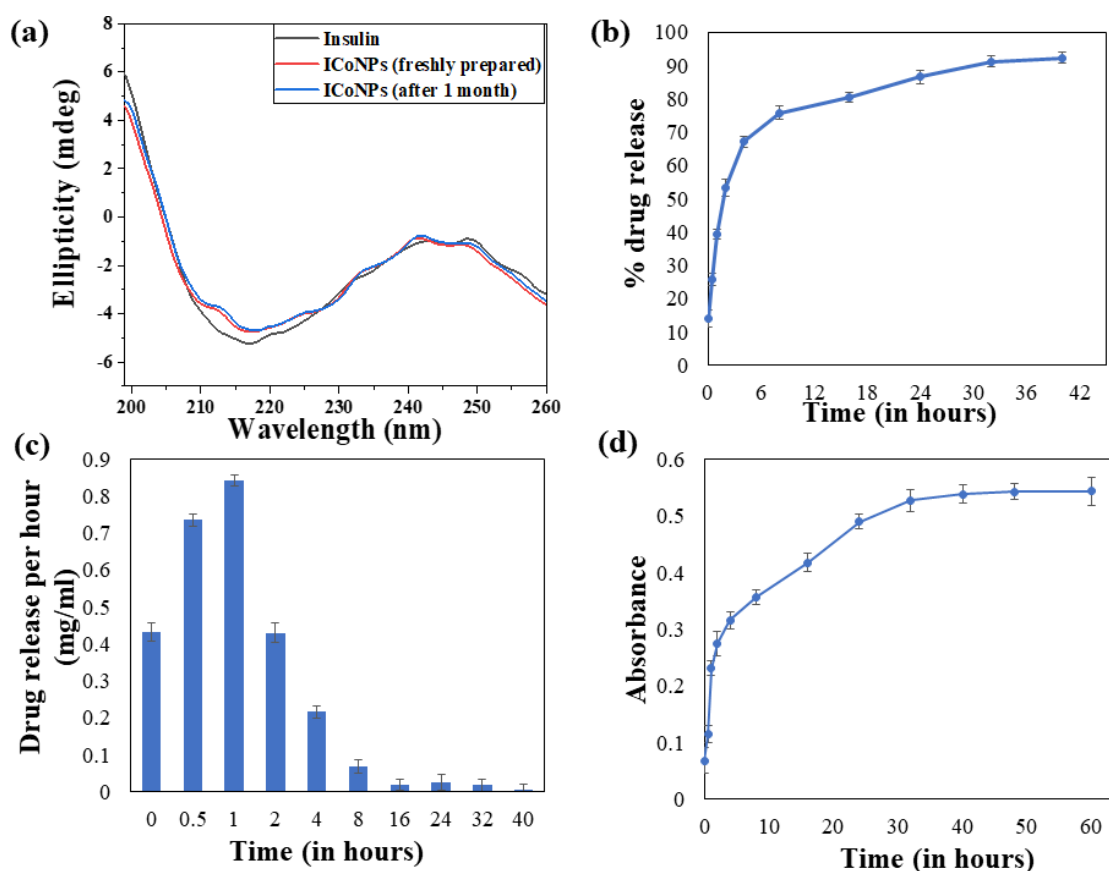 (a)
Insulin
ICoNPs (freshly prepared)
ICoNPs (after 1 month)
8
6
4
2
0
-2
-4
-6
Ellipticity (mdeg)
200 210 220 230 240 250 260
Wavelength (nm)
(b)
100
90
80
70
60
50
40
30
20
10
0
% drug release
0 6 12 18 24 30 36 42
Time (in hours)
(c)
0.9
0.8
0.7
0.6
0.5
0.4
0.3
0.2
0.1
0
Drug release per hour
(mg/ml)
0 0.5 1 2 4 8 16 24 32 40
Time (in hours)
(d)
0.6
0.5
0.4
0.3
0.2
0.1
0
Absorbance
0 10 20 30 40 50 60
Time (in hours)